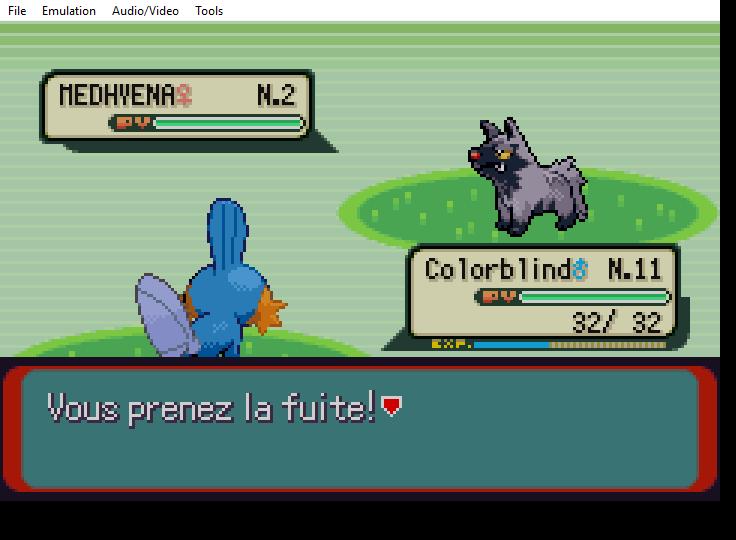 File Emulation Audio/Video Tools
MEDHYENA♀ N.2
PV
Colorblind♂ N.11
PV
32/ 32
EXP.
Vous prenez la fuite!